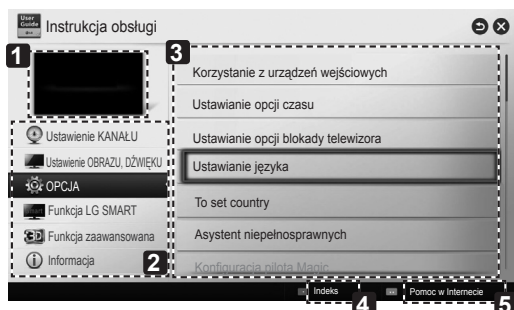 User
Guide
Instrukcja obsługi
1
3
Korzystanie z urządzeń wejściowych
Ustawianie opcji czasu
Ustawienie KANAŁU
Ustawianie opcji blokady telewizora
Ustawienie OBRAZU, DŹWIĘKU
Ustawianie języka
OPCJA
To set country
Funkcja LG SMART
3D Funkcja zaawansowana
Asystent niepełnosprawnych
Informacja
2
Konfiguracja pilota Magic
Indeks
4
Pomoc w Internecie
5